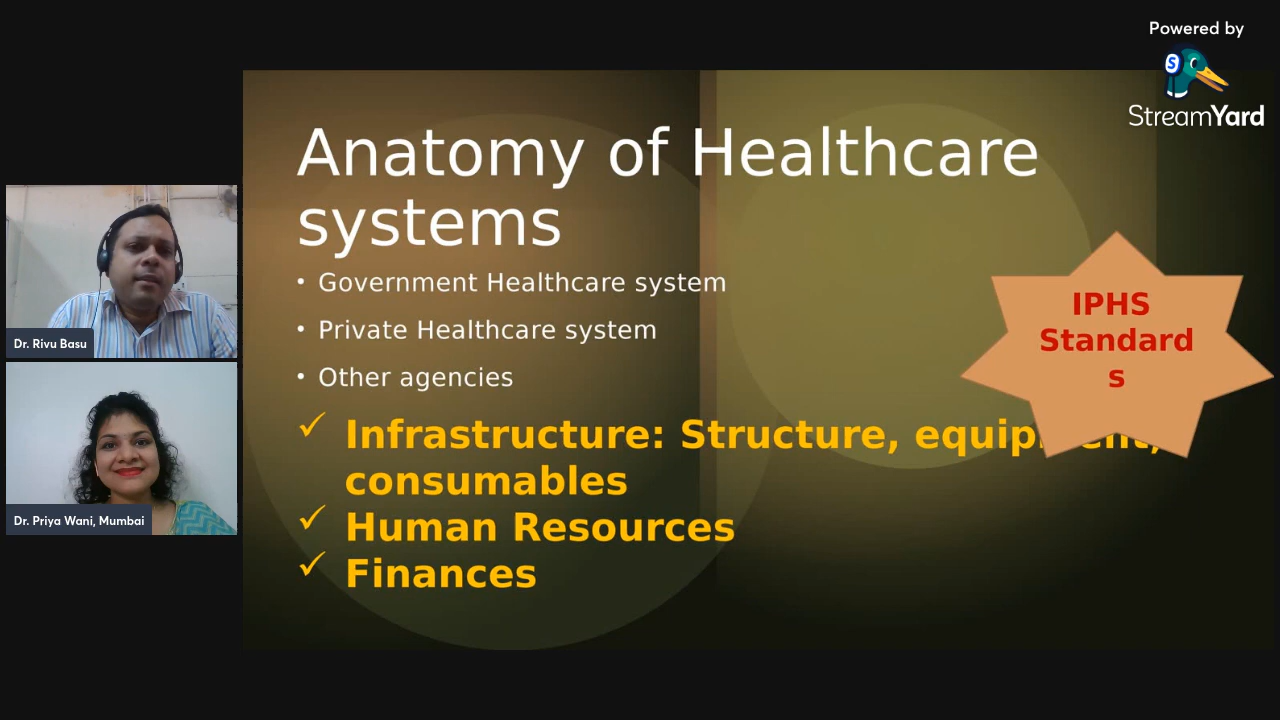 Powered by
StreamYard
Anatomy of Healthcare
systems
• Government Healthcare system
• Private Healthcare system
• Other agencies
✓ Infrastructure: Structure,
consumables
✓ Human Resources
✓ Finances
IPHS
Standard
s
Dr. Rivu Basu
Dr. Priya Wani, Mumbai